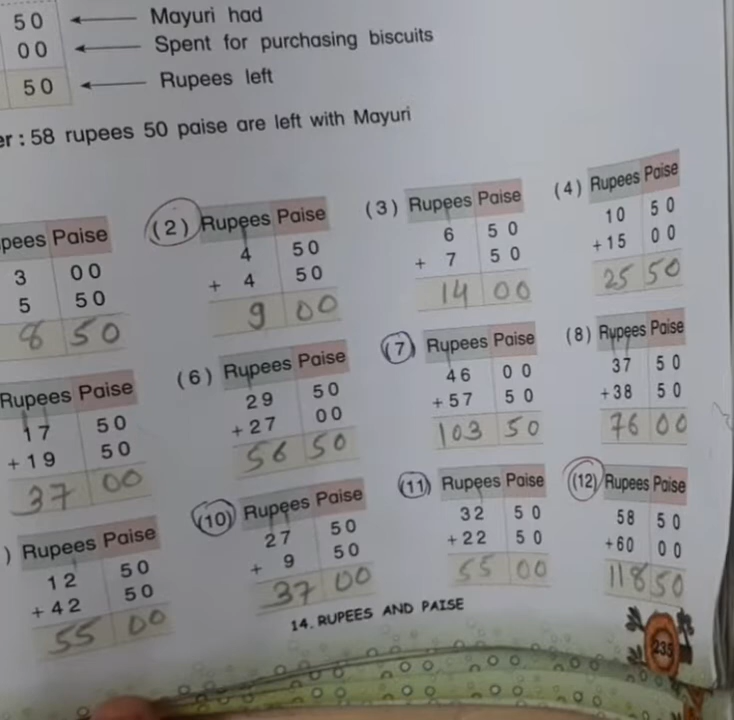 50 Mayuri had
00 Spent for purchasing biscuits
50 Rupees left
er : 58 rupees 50 paise are left with Mayuri
pees Paise (2) Rupees Paise (3) Rupees Paise (4) Rupees Paise
3 00 4 50 6 50 10 50
5 50 + 4 50 + 7 50 +15 00
8 50 9 00 14 00 25 50
Rupees Paise (6) Rupees Paise (7) Rupees Paise (8) Rupees Paise
17 50 29 50 46 00 37 50
+19 50 +27 00 +57 50 +38 50
37 00 56 50 103 50 76 00
) Rupees Paise (10) Rupees Paise (11) Rupees Paise (12) Rupees Paise
12 50 27 50 32 50 58 50
+42 50 + 9 50 +22 50 +60 00
55 00 37 00 55 00 118 50
14. RUPEES AND PAISE
235